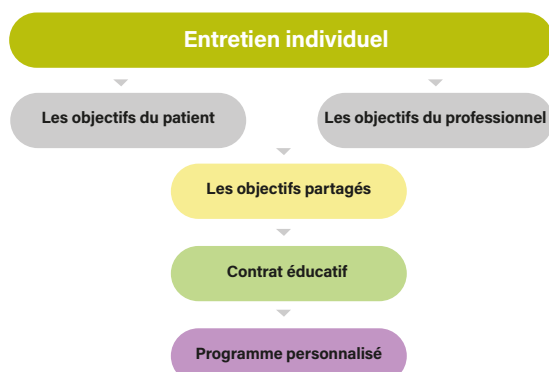 Entretien individuel
Les objectifs du patient
Les objectifs du professionnel
Les objectifs partagés
Contrat éducatif
Programme personnalisé